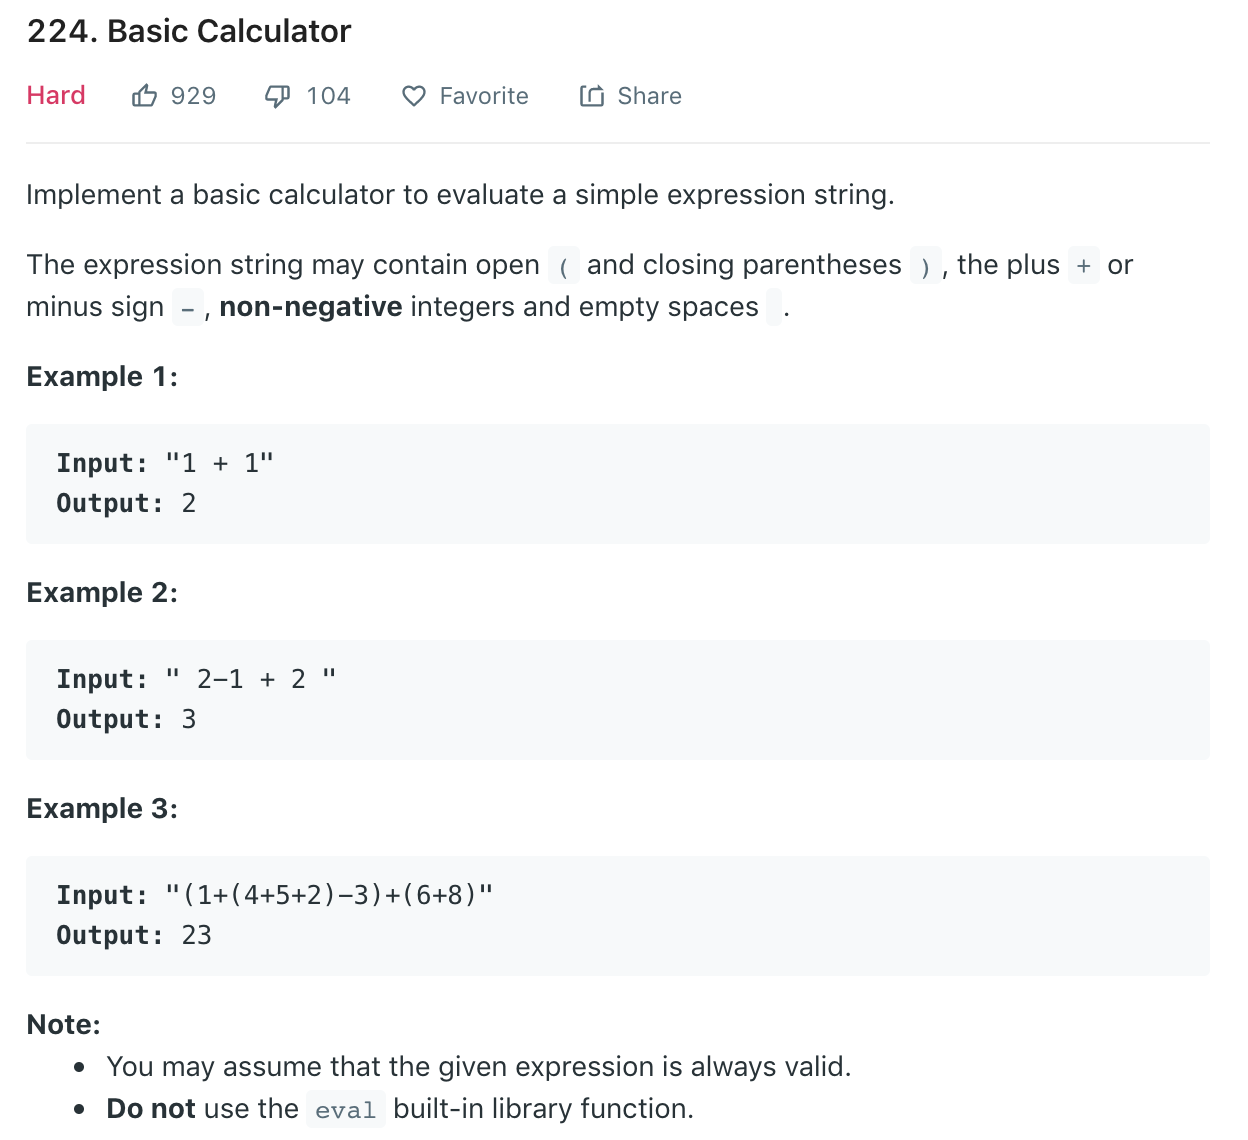 224. Basic Calculator
Hard 929 104 Favorite Share
Implement a basic calculator to evaluate a simple expression string.
The expression string may contain open ( and closing parentheses ), the plus + or
minus sign -, non-negative integers and empty spaces .
Example 1:
Input: "1 + 1"
Output: 2
Example 2:
Input: " 2-1 + 2 "
Output: 3
Example 3:
Input: "(1+(4+5+2)-3)+(6+8)"
Output: 23
Note:
• You may assume that the given expression is always valid.
• Do not use the eval built-in library function.